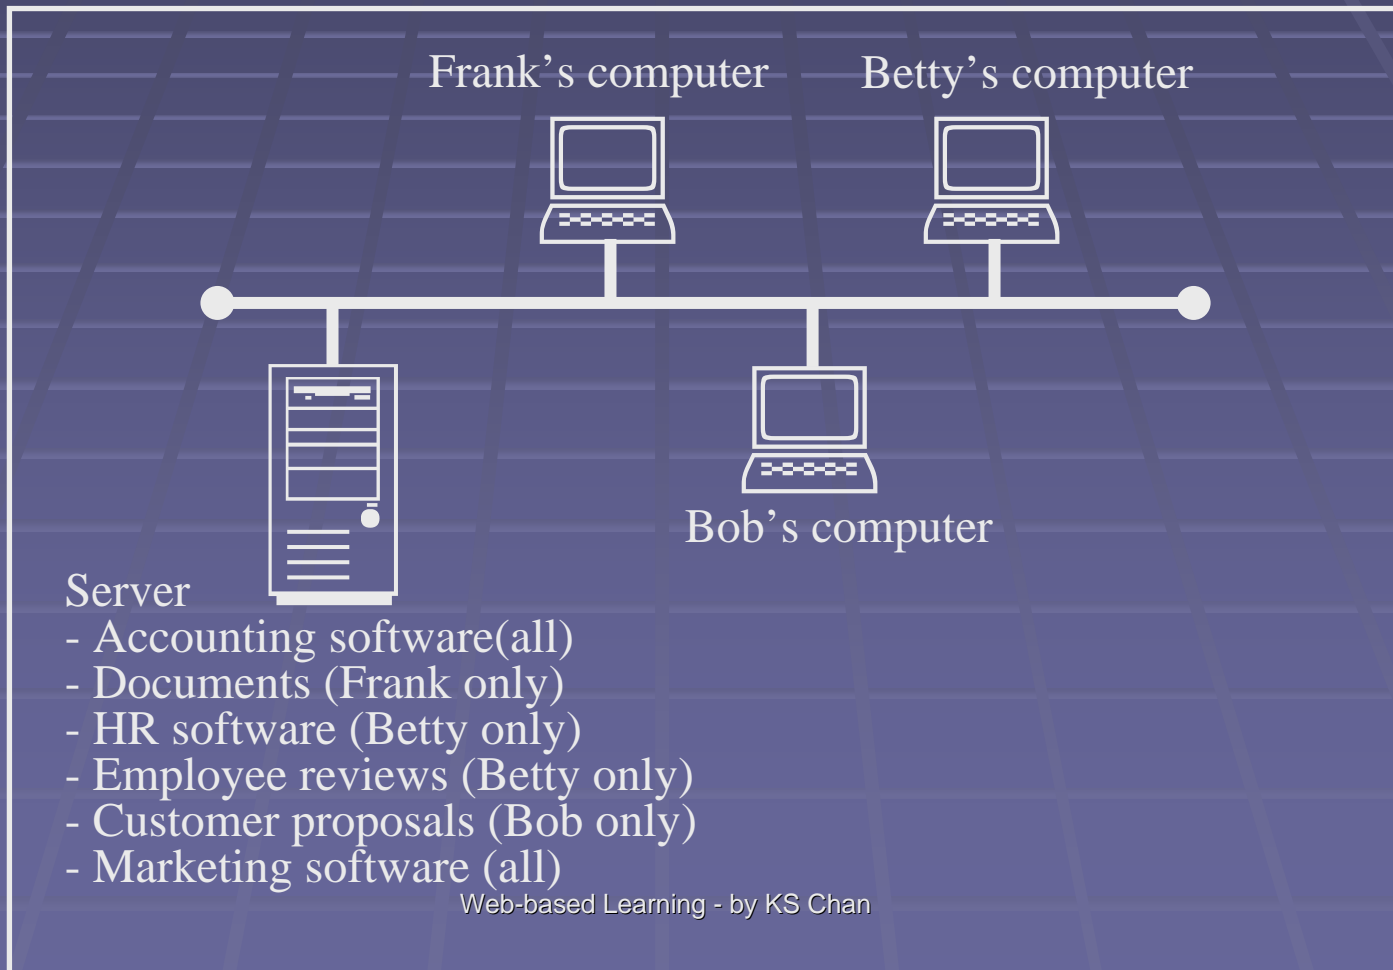 Frank’s computer
Betty’s computer
Bob’s computer
Server
- Accounting software(all)
- Documents (Frank only)
- HR software (Betty only)
- Employee reviews (Betty only)
- Customer proposals (Bob only)
- Marketing software (all)
Web-based Learning - by KS Chan